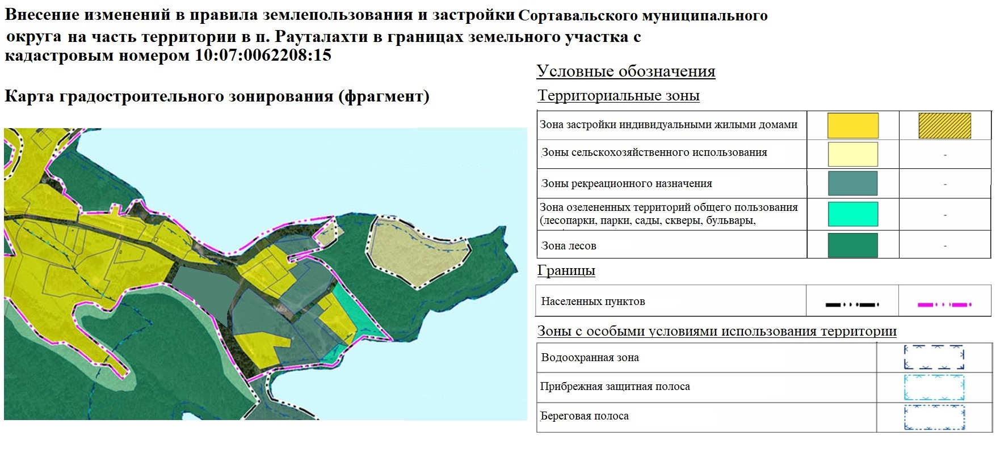 Внесение изменений в правила землепользования и застройки Сортавальского муниципального
округа на часть территории в п. Рауталахти в границах земельного участка с
кадастровым номером 10:07:0062208:15
Карта градостроительного зонирования (фрагмент)
Условные обозначения
Территориальные зоны
Зона застройки индивидуальными жилыми домами
Зоны сельскохозяйственного использования -
Зоны рекреационного назначения -
Зона озелененных территорий общего пользования
(лесопарки, парки, сады, скверы, бульвары, -
Зона лесов -
Границы
Населенных пунктов
Зоны с особыми условиями использования территории
Водоохранная зона
Прибрежная защитная полоса
Береговая полоса